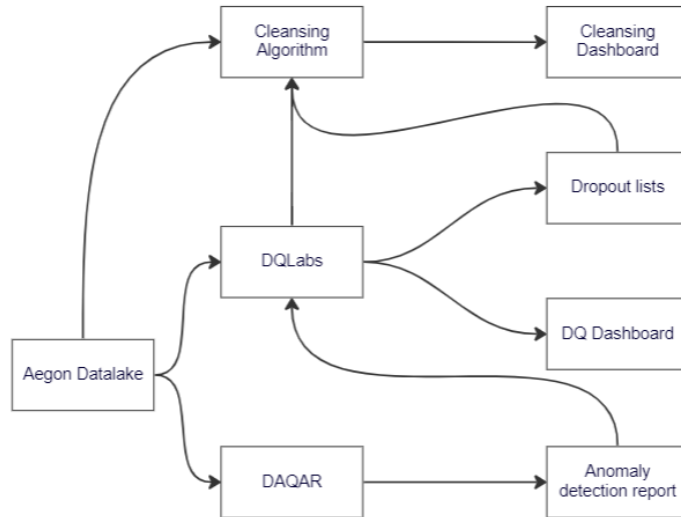 Cleansing
Algorithm
Cleansing
Dashboard
Dropout lists
DQLabs
DQ Dashboard
Aegon Datalake
DAQAR
Anomaly
detection report